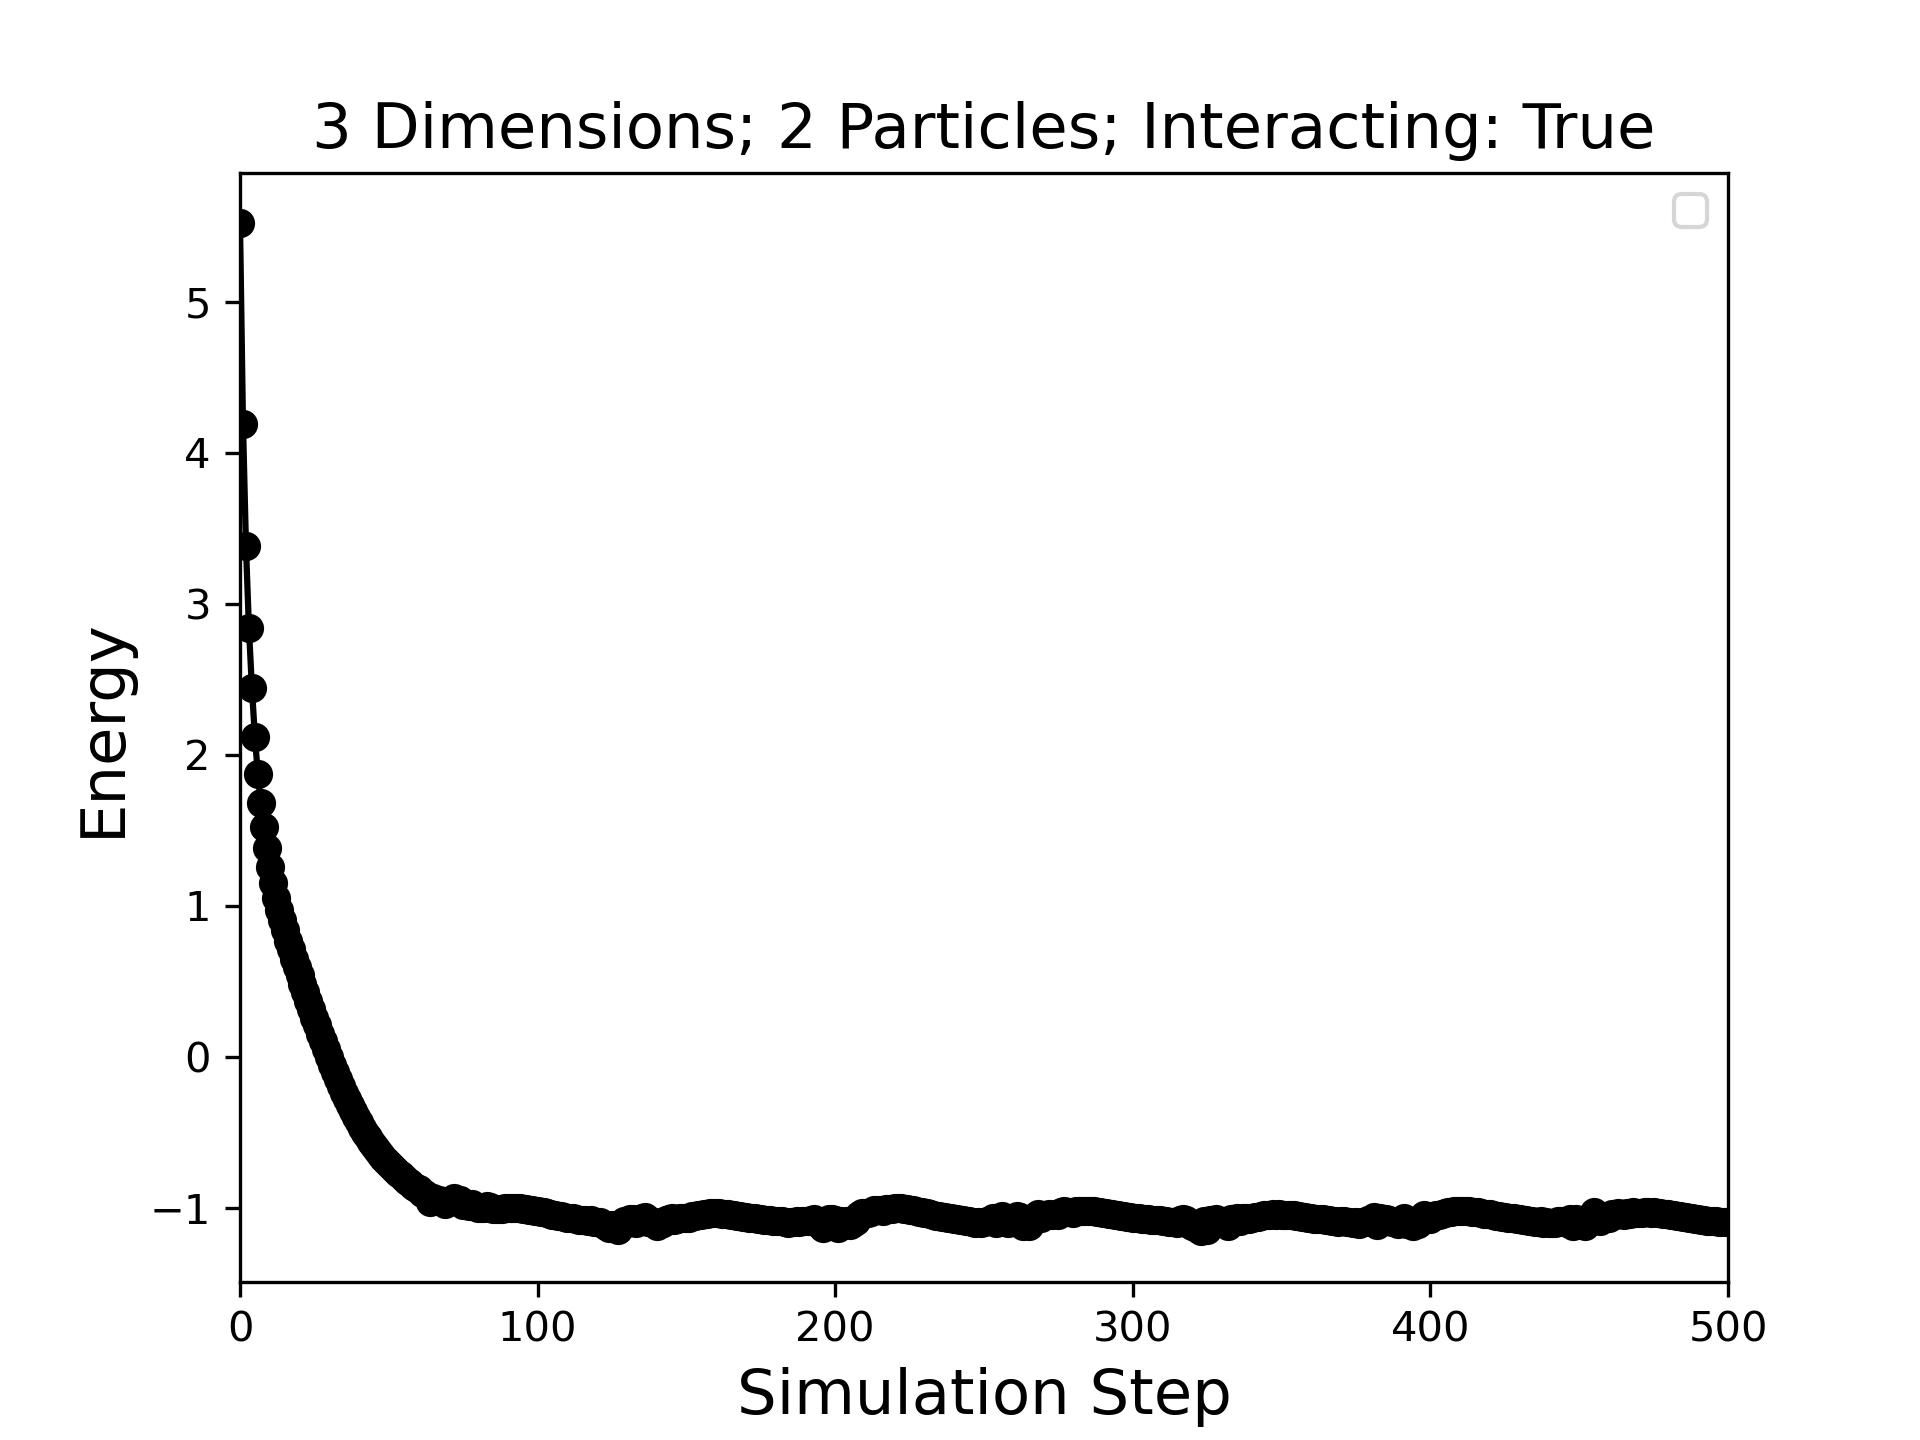 3 Dimensions; 2 Particles; Interacting: True
5
4
3
2
1
0
−1
Energy
0 100 200 300 400 500
Simulation Step